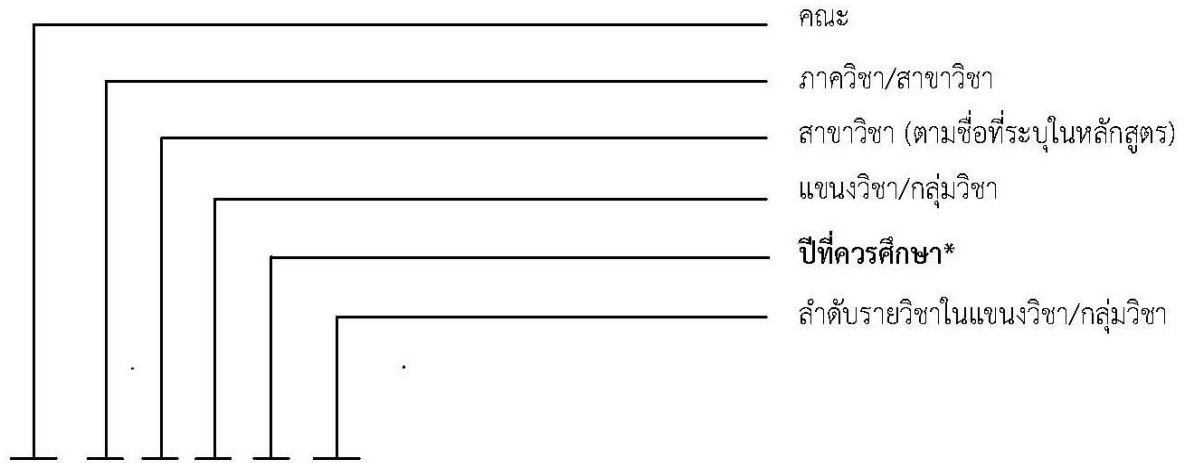 คณะ
ภาควิชา/สาขาวิชา
สาขาวิชา (ตามชื่อที่ระบุในหลักสูตร)
แขนงวิชา/กลุ่มวิชา
ปีที่ควรศึกษา*
ลำดับรายวิชาในแขนงวิชา/กลุ่มวิชา